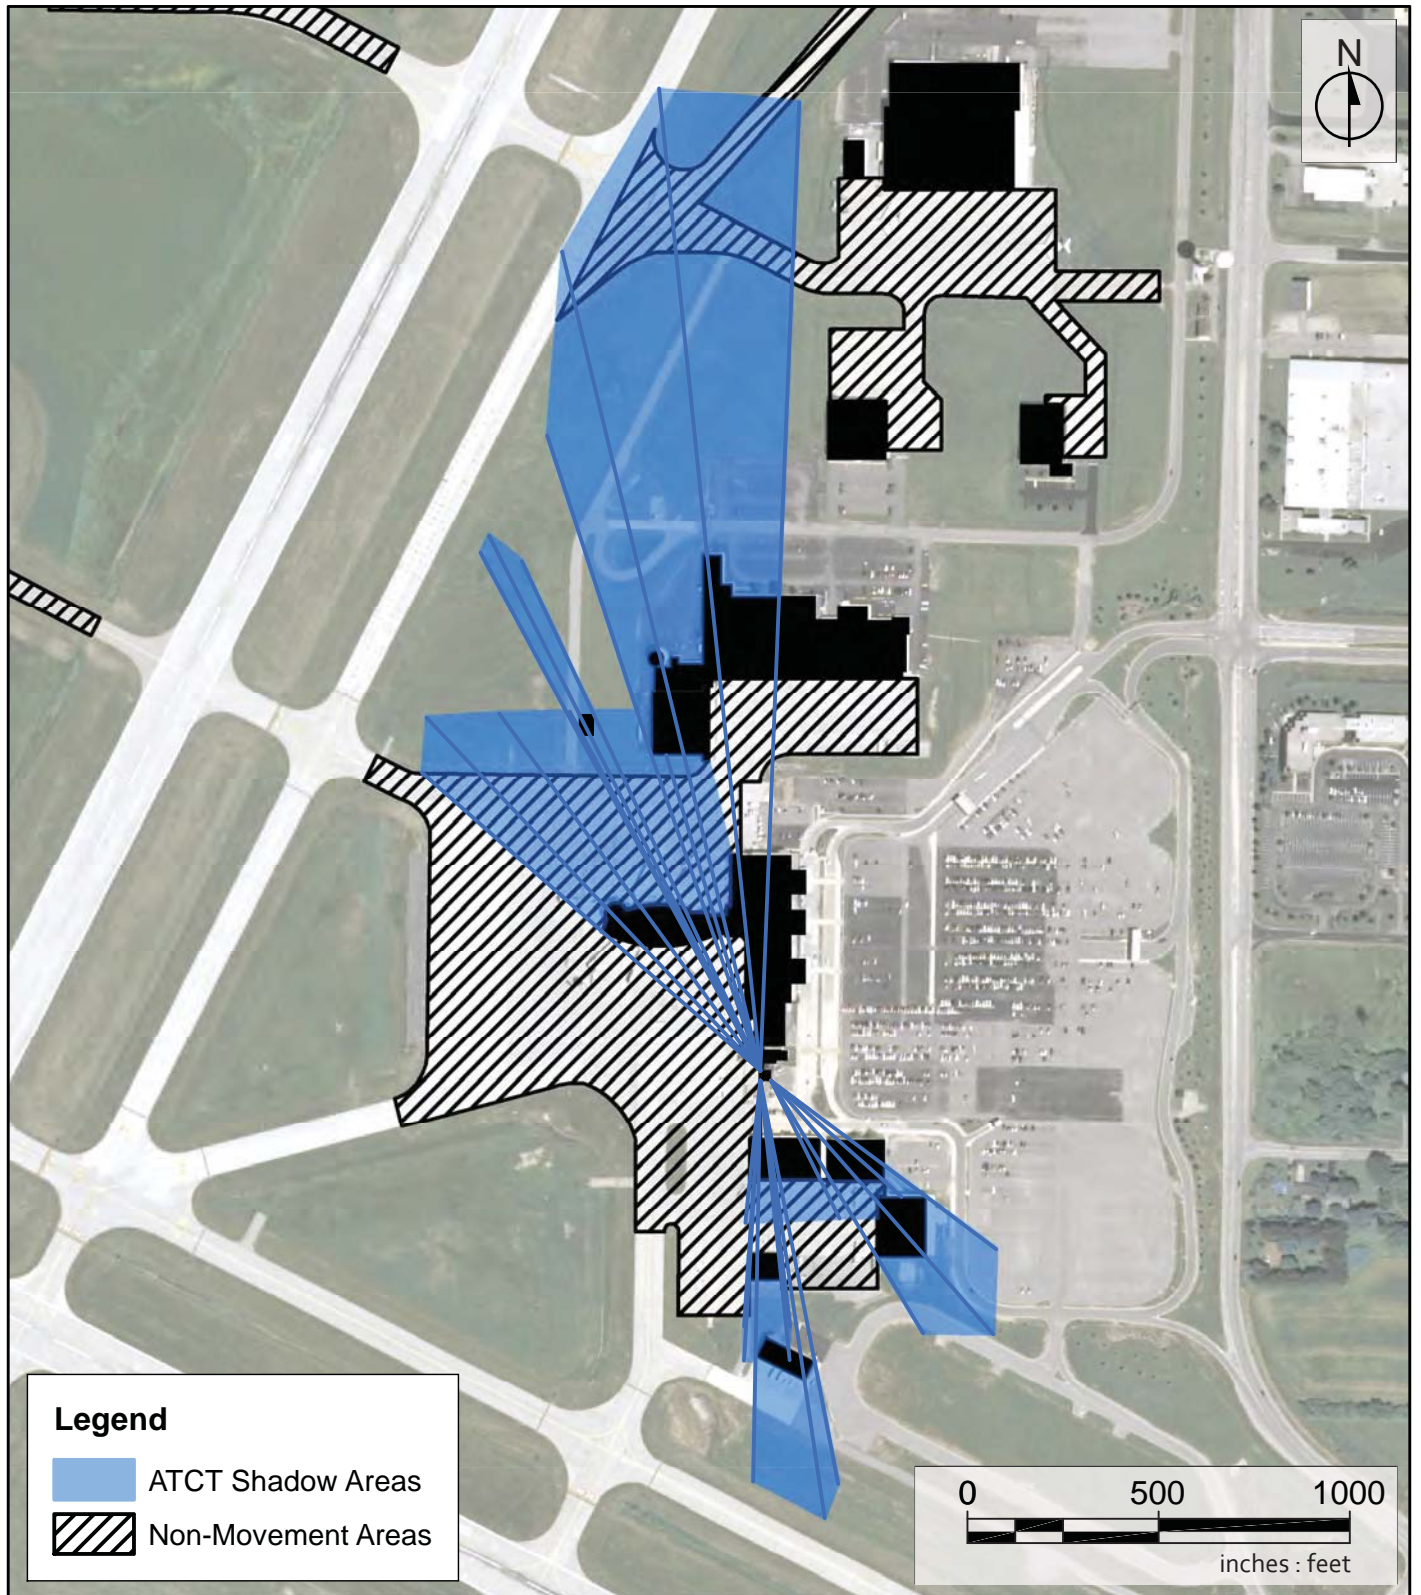 N
Legend
ATCT Shadow Areas
Non-Movement Areas
0 500 1000
inches : feet